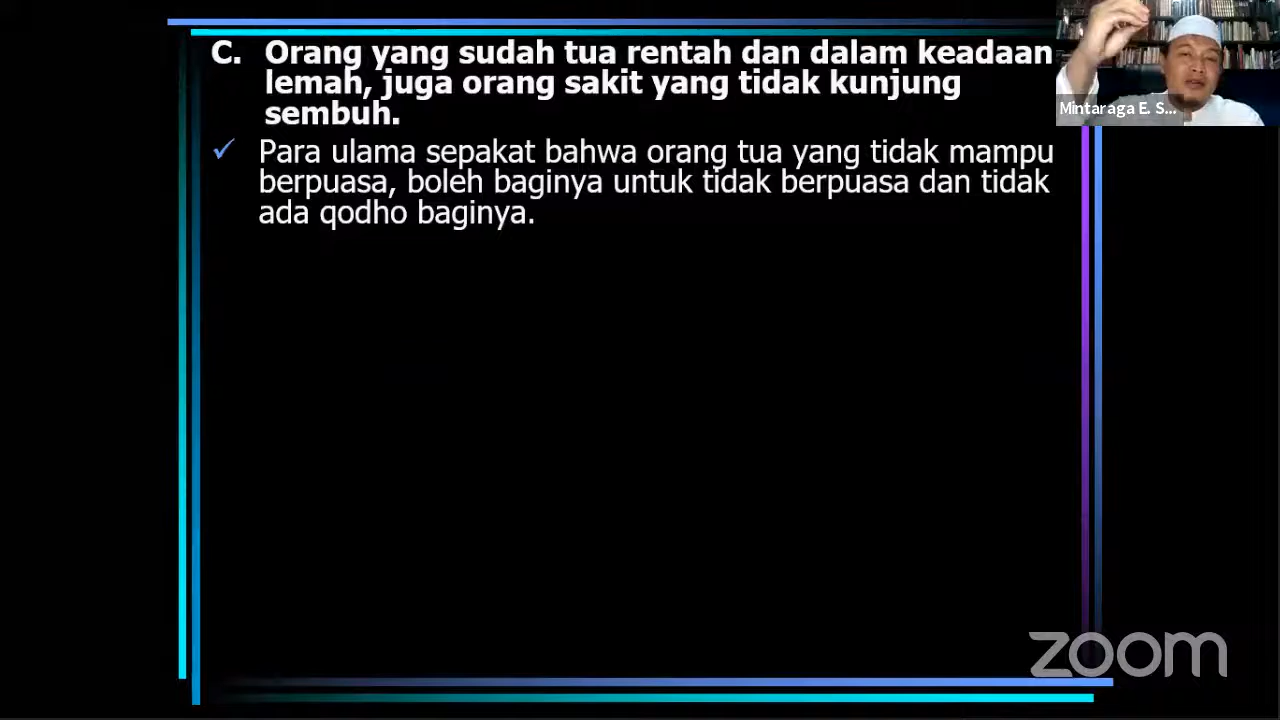 C. Orang yang sudah tua rentah dan dalam keadaan
lemah, juga orang sakit yang tidak kunjung
sembuh.
✓ Para ulama sepakat bahwa orang tua yang tidak mampu
berpuasa, boleh baginya untuk tidak berpuasa dan tidak
ada qodho baginya.
Mintaraga E. S...
zoom